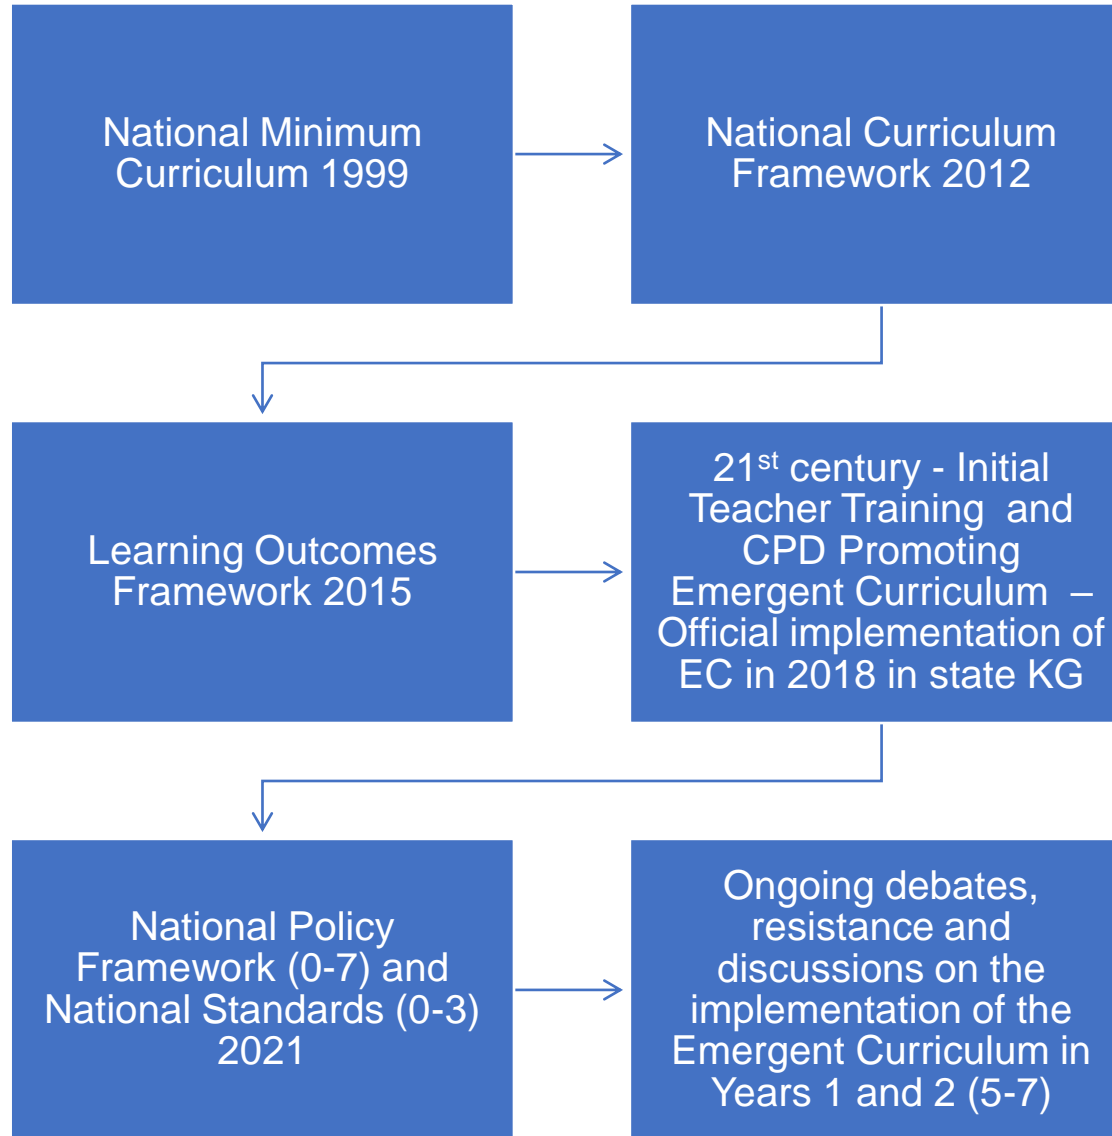 National Minimum
Curriculum 1999
National Curriculum
Framework 2012
Learning Outcomes
Framework 2015
21st century - Initial
Teacher Training and
CPD Promoting
Emergent Curriculum –
Official implementation of
EC in 2018 in state KG
National Policy
Framework (0-7) and
National Standards (0-3)
2021
Ongoing debates,
resistance and
discussions on the
implementation of the
Emergent Curriculum in
Years 1 and 2 (5-7)